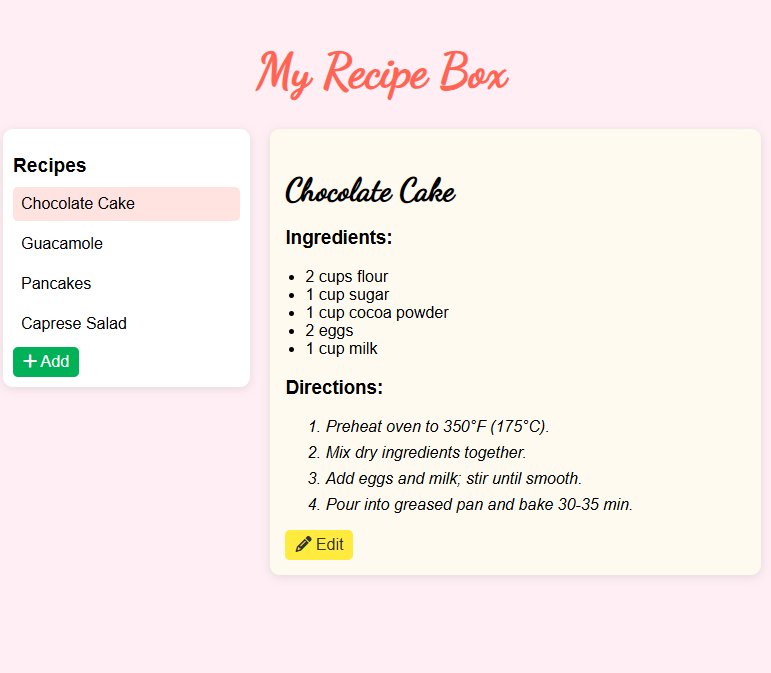 My Recipe Box
Recipes
Chocolate Cake
Guacamole
Pancakes
Caprese Salad
+ Add
Chocolate Cake
Ingredients:
• 2 cups flour
• 1 cup sugar
• 1 cup cocoa powder
• 2 eggs
• 1 cup milk
Directions:
1. Preheat oven to 350°F (175°C).
2. Mix dry ingredients together.
3. Add eggs and milk; stir until smooth.
4. Pour into greased pan and bake 30-35 min.
Edit